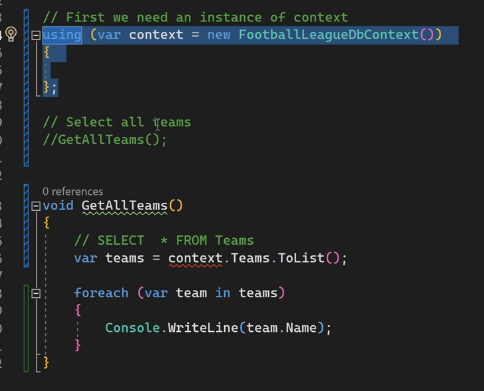 // First we need an instance of context
using (var context = new FootballLeagueDbContext())
{
};
// Select all teams
//GetAllTeams();
0 references
void GetAllTeams()
{
// SELECT  * FROM Teams
var teams = context.Teams.ToList();
foreach (var team in teams)
{
Console.WriteLine(team.Name);
}
}